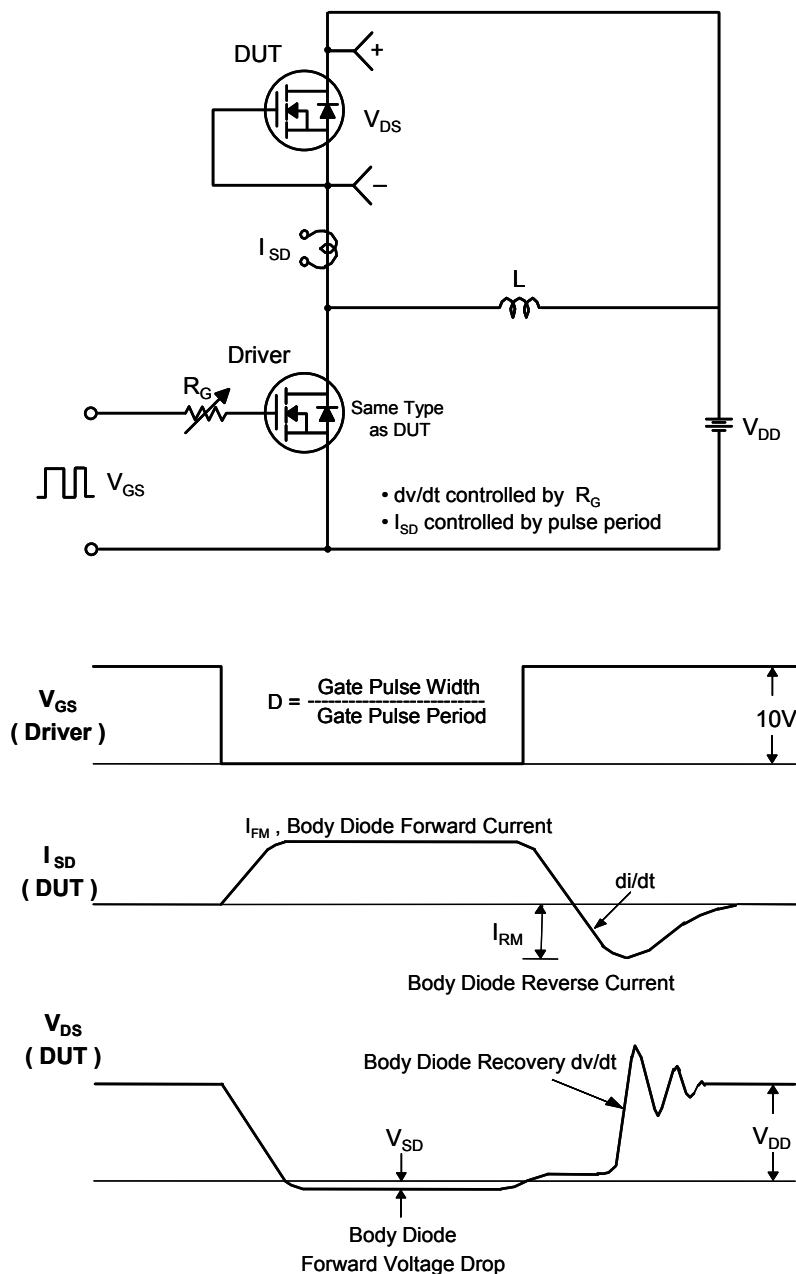 DUT
+
V_DS
–
I_SD
L
Driver
R_G
Same Type
as DUT
V_DD
V_GS
• dv/dt controlled by R_G
• I_SD controlled by pulse period
V_GS
( Driver )
D = Gate Pulse Width
Gate Pulse Period
10V
I_FM , Body Diode Forward Current
I_SD
( DUT )
di/dt
I_RM
Body Diode Reverse Current
V_DS
( DUT )
Body Diode Recovery dv/dt
V_SD
V_DD
Body Diode
Forward Voltage Drop